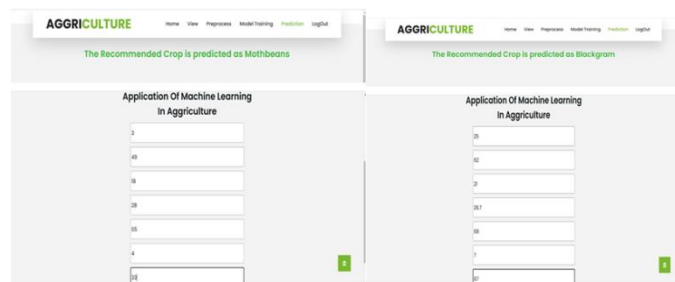 AGGRICULTURE Home View Preprocess Model Training Prediction LogOut
The Recommended Crop is predicted as Mothbeans
Application Of Machine Learning
In Aggriculture
3
49
18
28
55
4
33
AGGRICULTURE Home View Preprocess Model Training Prediction LogOut
The Recommended Crop is predicted as Blackgram
Application Of Machine Learning
In Aggriculture
25
62
21
26.7
68
7
67